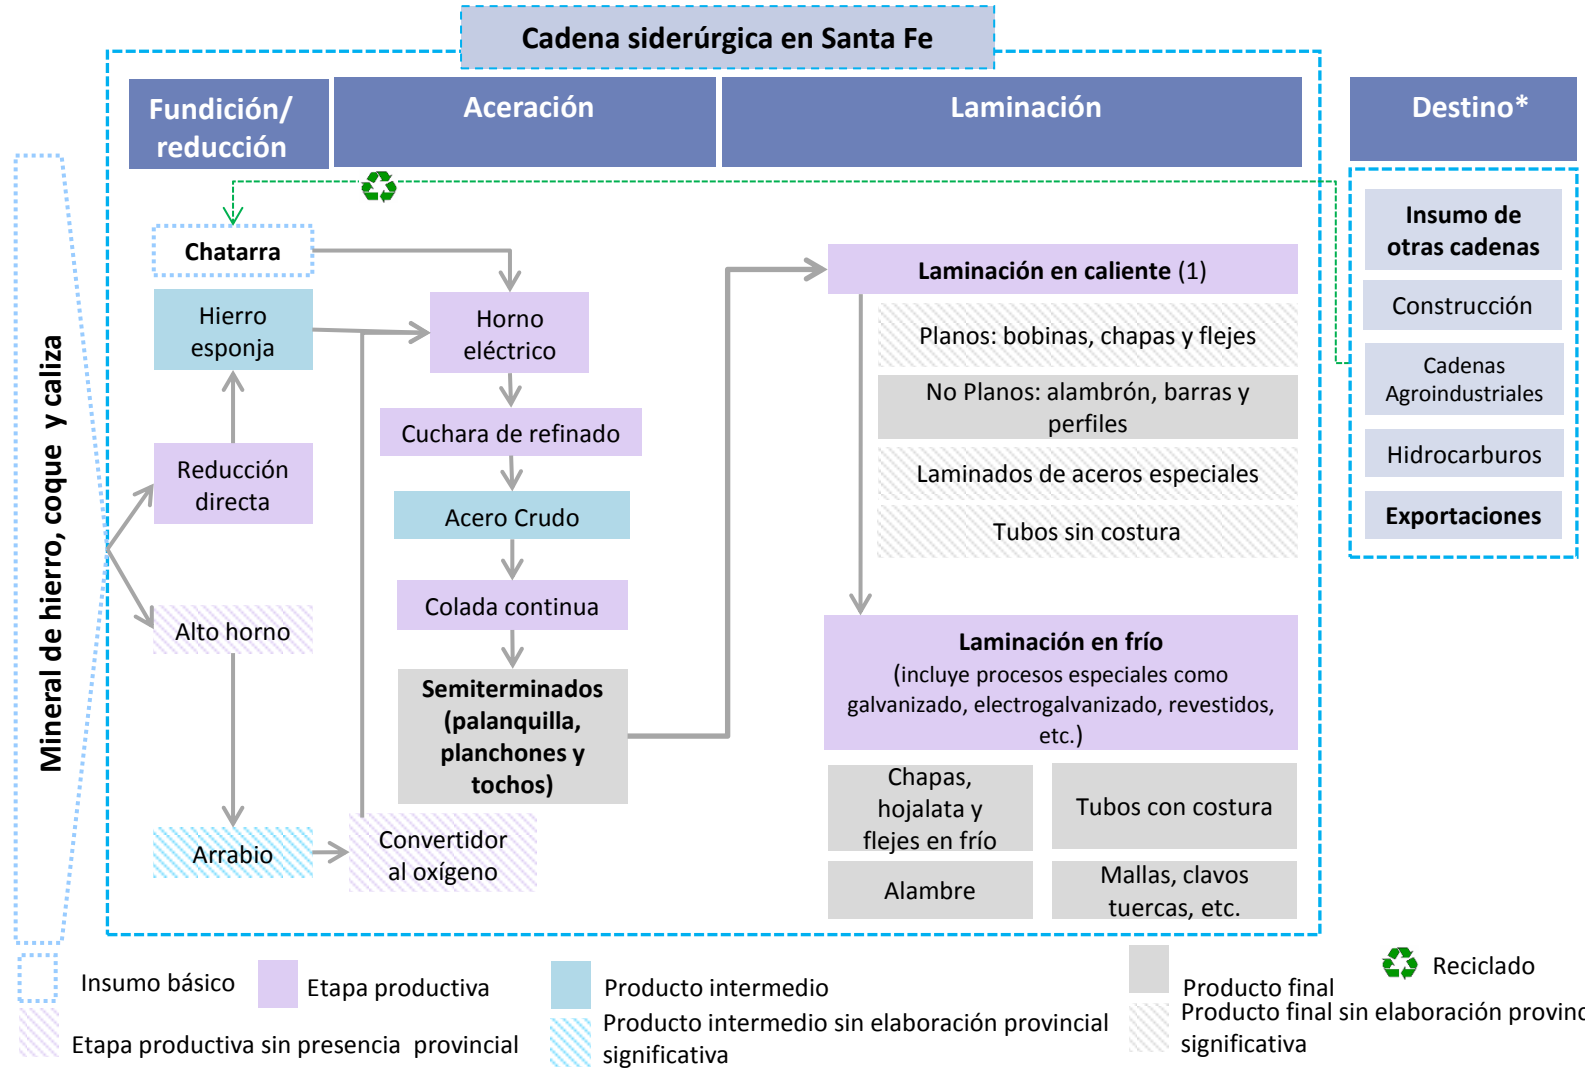 Cadena siderúrgica en Santa Fe
Fundición/
reducción
Aceración
Laminación
Destino*
Mineral de hierro, coque y caliza
Chatarra
Hierro
esponja
Reducción
directa
Alto horno
Arrabio
Horno
eléctrico
Cuchara de refinado
Acero Crudo
Colada continua
Semiterminados
(palanquilla,
planchones y
tochos)
Convertidor
al oxígeno
Laminación en caliente (1)
Planos: bobinas, chapas y flejes
No Planos: alambrón, barras y
perfiles
Laminados de aceros especiales
Tubos sin costura
Laminación en frío
(incluye procesos especiales como
galvanizado, electrogalvanizado, revestidos,
etc.)
Chapas,
hojalata y
flejes en frío
Tubos con costura
Alambre
Mallas, clavos
tuercas, etc.
Insumo de
otras cadenas
Construcción
Cadenas
Agroindustriales
Hidrocarburos
Exportaciones
Insumo básico
Etapa productiva
Producto intermedio
Producto final
Reciclado
Etapa productiva sin presencia provincial
Producto intermedio sin elaboración provincial
significativa
Producto final sin elaboración provinc
significativa